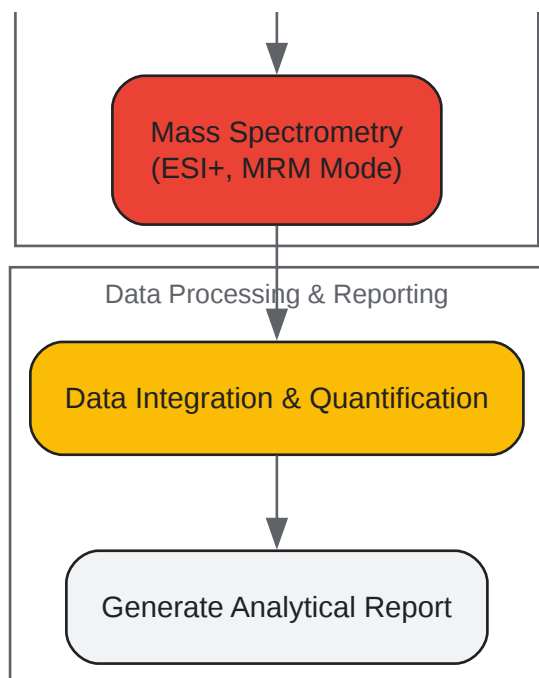 Mass Spectrometry
(ESI+, MRM Mode)
Data Processing & Reporting
Data Integration & Quantification
Generate Analytical Report